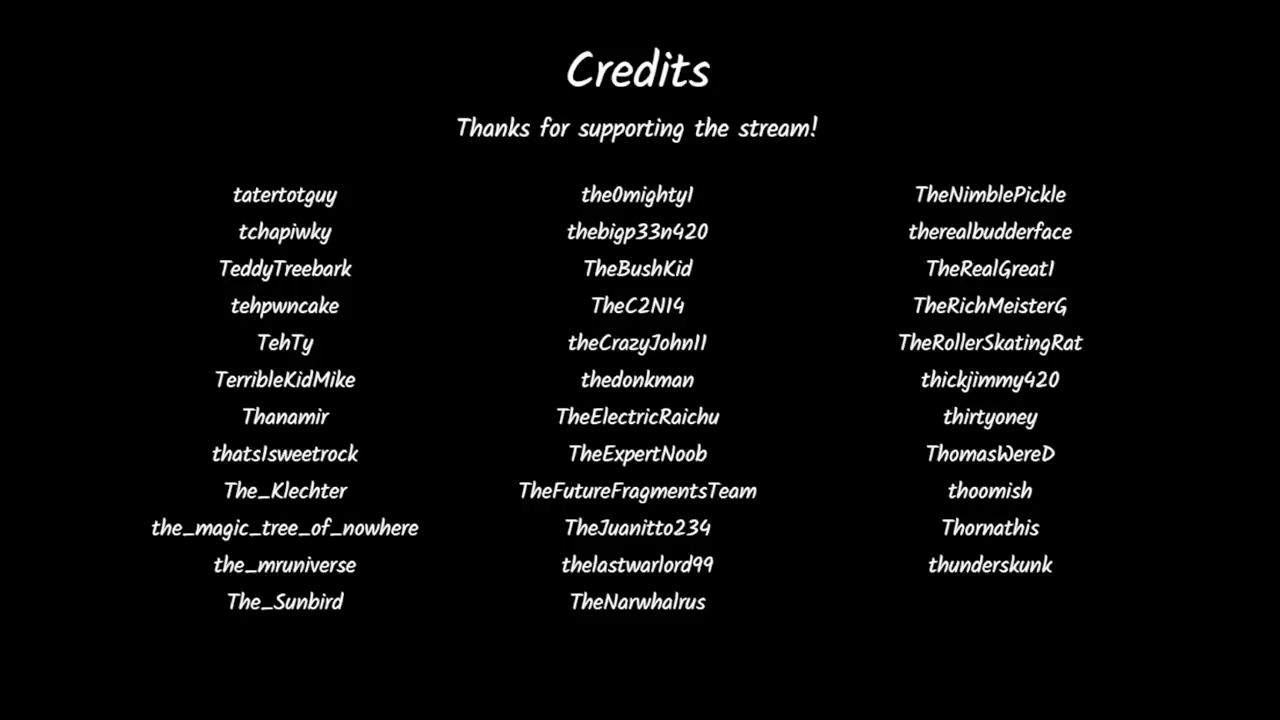 Credits
Thanks for supporting the stream!
tatertotguy
tchapiwky
TeddyTreebark
tehpwncake
TehTy
TerribleKidMike
Thanamir
thatsIsweetrock
The_Klechter
the_magic_tree_of_nowhere
the_mruniverse
The_Sunbird
the0mighty1
thebigp33n420
TheBushKid
TheC2N14
theCrazyJohn11
thedonkman
TheElectricRaichu
TheExpertNoob
TheFutureFragmentsTeam
TheJuanitto234
thelastwarlord99
TheNarwhalrus
TheNimblePickle
therealbudderface
TheRealGreat1
TheRichMeisterG
TheRollerSkatingRat
thickjimmy420
thirtyoney
ThomasWereD
thoomish
Thornathis
thunderskunk